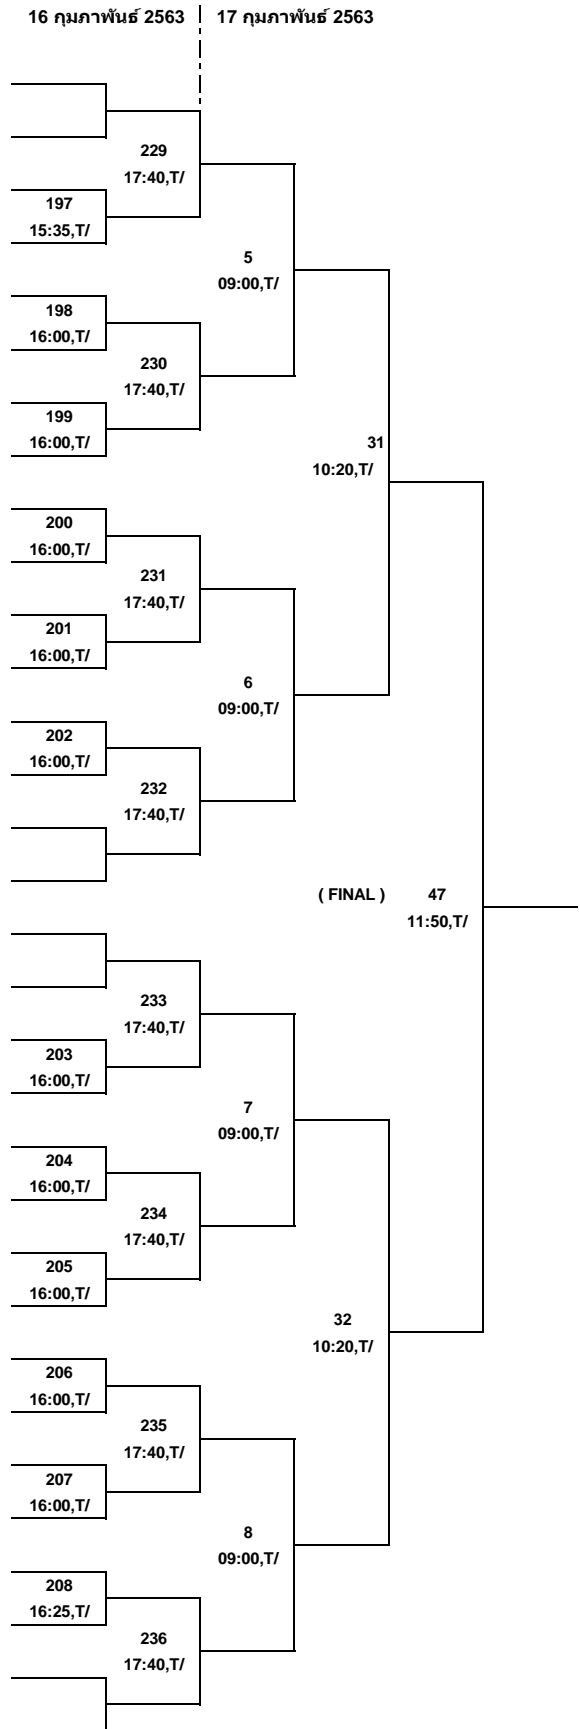 16 กุมภาพันธ์ 2563 17 กุมภาพันธ์ 2563
229
17:40,T/
197
15:35,T/
5
09:00,T/
198
16:00,T/
230
17:40,T/
199
16:00,T/
31
10:20,T/
200
16:00,T/
231
17:40,T/
201
16:00,T/
6
09:00,T/
202
16:00,T/
232
17:40,T/
( FINAL ) 47
11:50,T/
233
17:40,T/
203
16:00,T/
7
09:00,T/
204
16:00,T/
234
17:40,T/
205
16:00,T/
32
10:20,T/
206
16:00,T/
235
17:40,T/
207
16:00,T/
8
09:00,T/
208
16:25,T/
236
17:40,T/